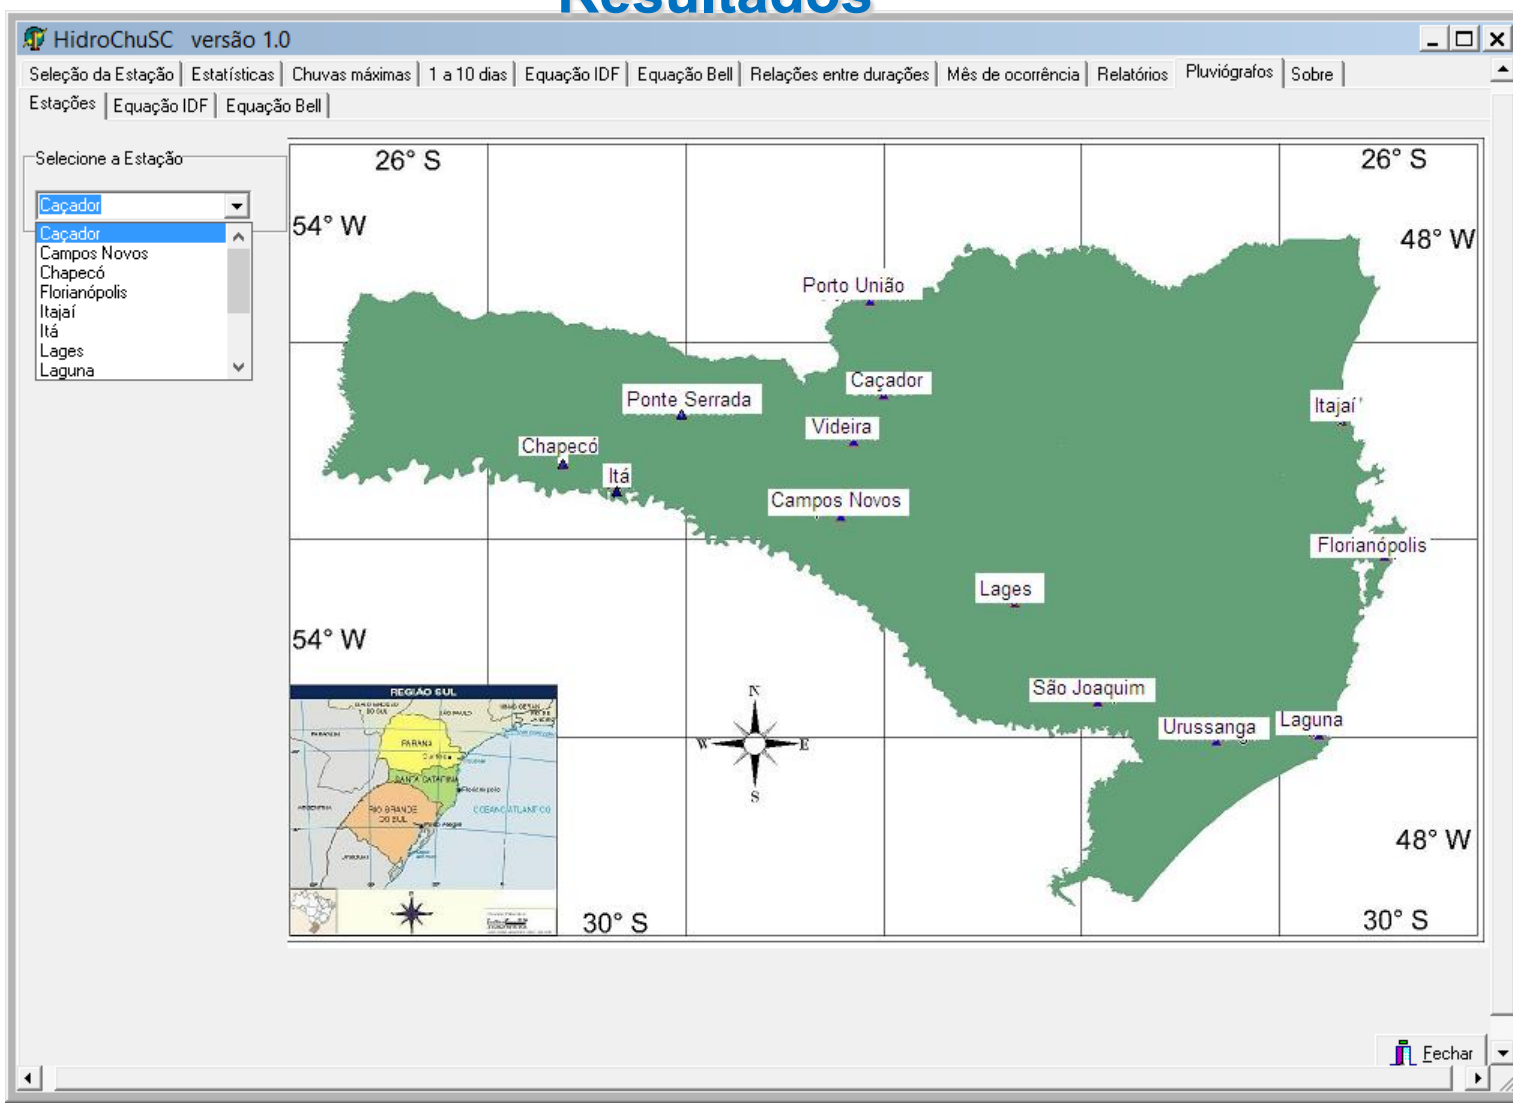 Resultados
HidroChuSC versão 1.0
Seleção da Estação Estatísticas Chuvas máximas 1 a 10 dias Equação IDF Equação Bell Relações entre durações Mês de ocorrência Relatórios Pluviógrafos Sobre
Estações Equação IDF Equação Bell
Selecione a Estação
Caçador
Caçador
Campos Novos
Chapecó
Florianópolis
Itajaí
Itá
Lages
Laguna
26° S
26° S
54° W
48° W
Porto União
Caçador
Ponte Serrada
Itajaí
Videira
Chapecó
Itá
Campos Novos
Florianópolis
Lages
54° W
São Joaquim
Urussanga
Laguna
N
W E
S
REGIÃO SUL
PARANÁ
SANTA CATARINA
Florianópolis
RIO GRANDE
DO SUL
OCEANO ATLÂNTICO
48° W
30° S
30° S
Fechar